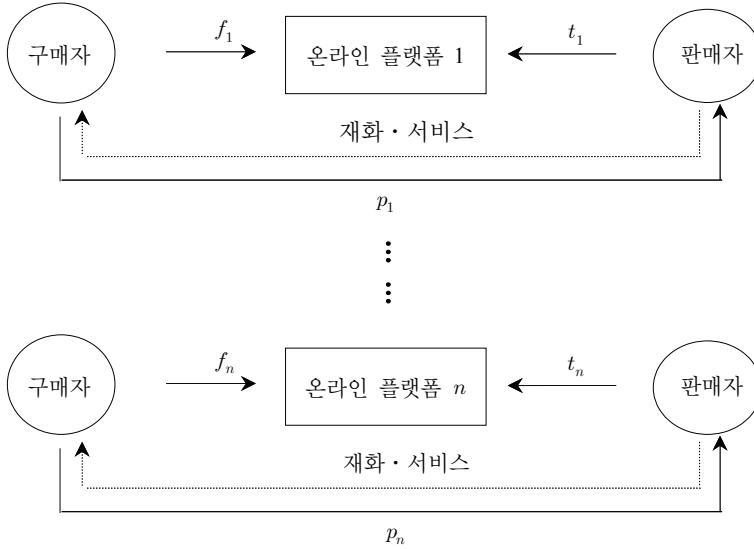 구매자 f₁ 온라인 플랫폼 1 t₁ 판매자
재화・서비스
p₁
구매자 fₙ 온라인 플랫폼 n tₙ 판매자
재화・서비스
pₙ